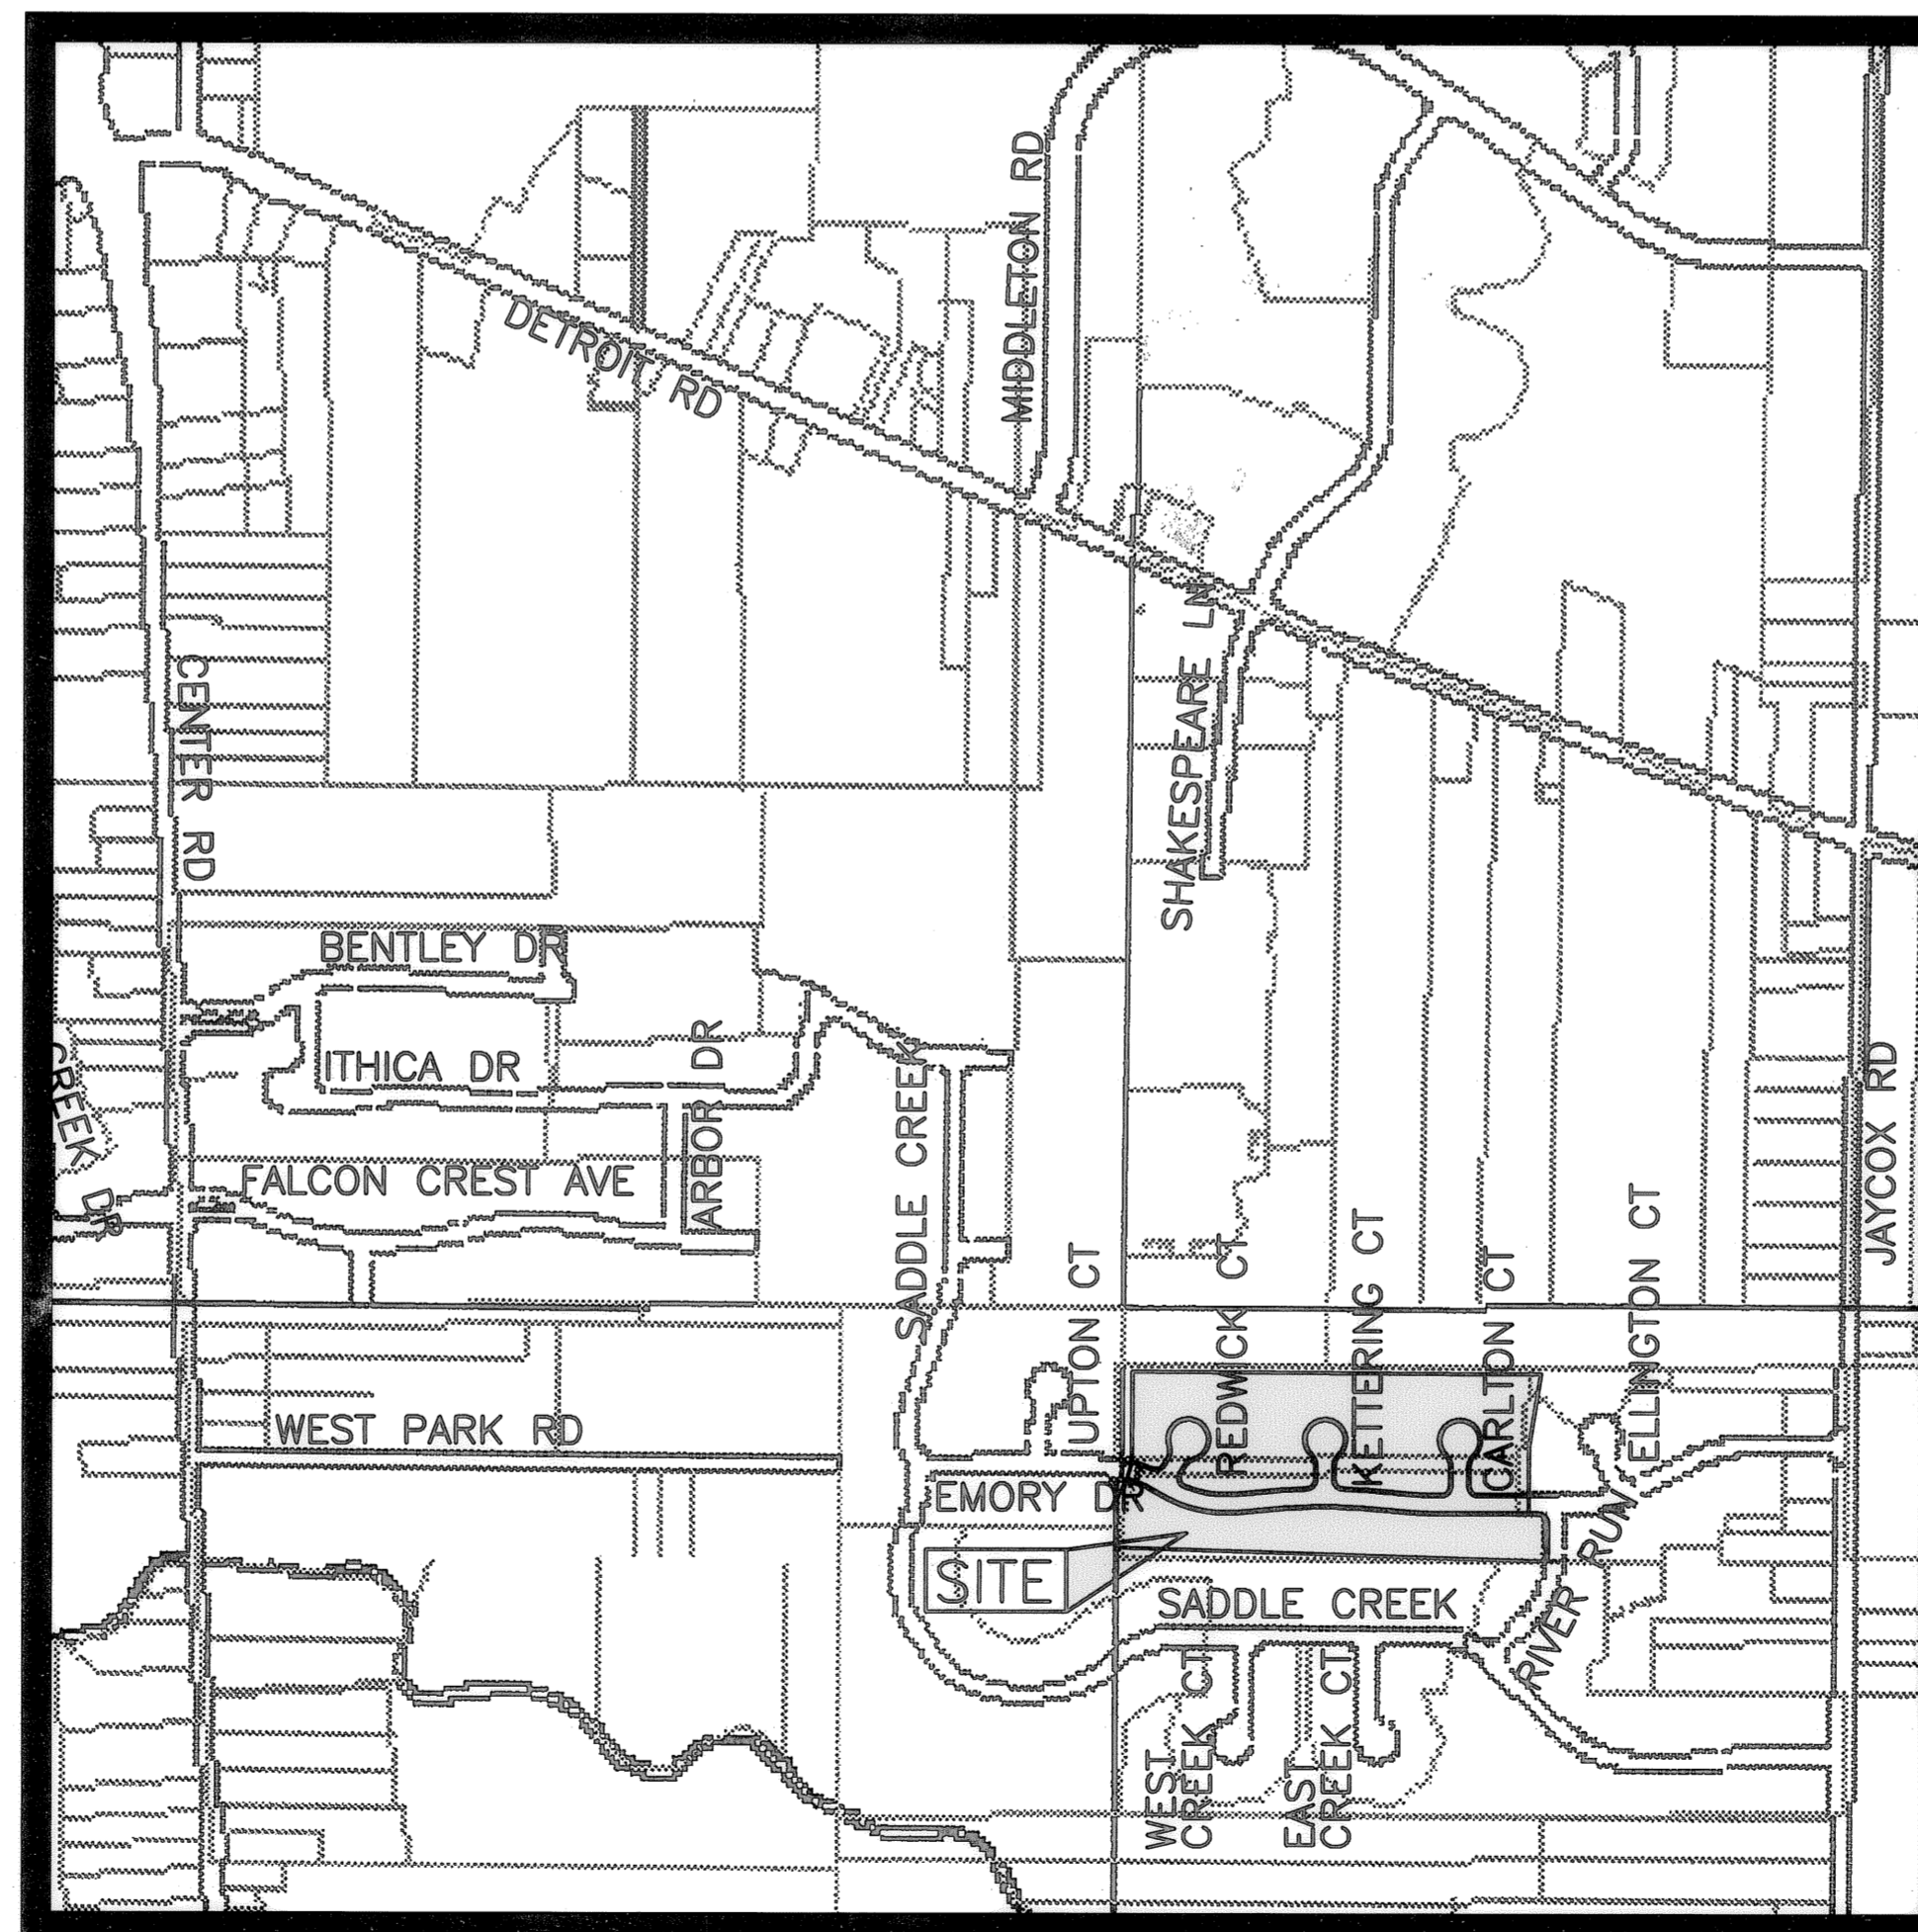 MIDDLETON RD
DETROIT RD
SHAKESPEARE LN
CENTER RD
BENTLEY DR
ITHICA DR
ARBOR DR
SADDLE CREEK
CREEK DR
FALCON CREST AVE
JAYCOX RD
UPTON CT
REDWICK CT
KETTERING CT
CARLTON CT
ELLINGTON CT
WEST PARK RD
EMORY DR
RIVER RUN
SITE
SADDLE CREEK
WEST
CREEK CT
EAST
CREEK CT